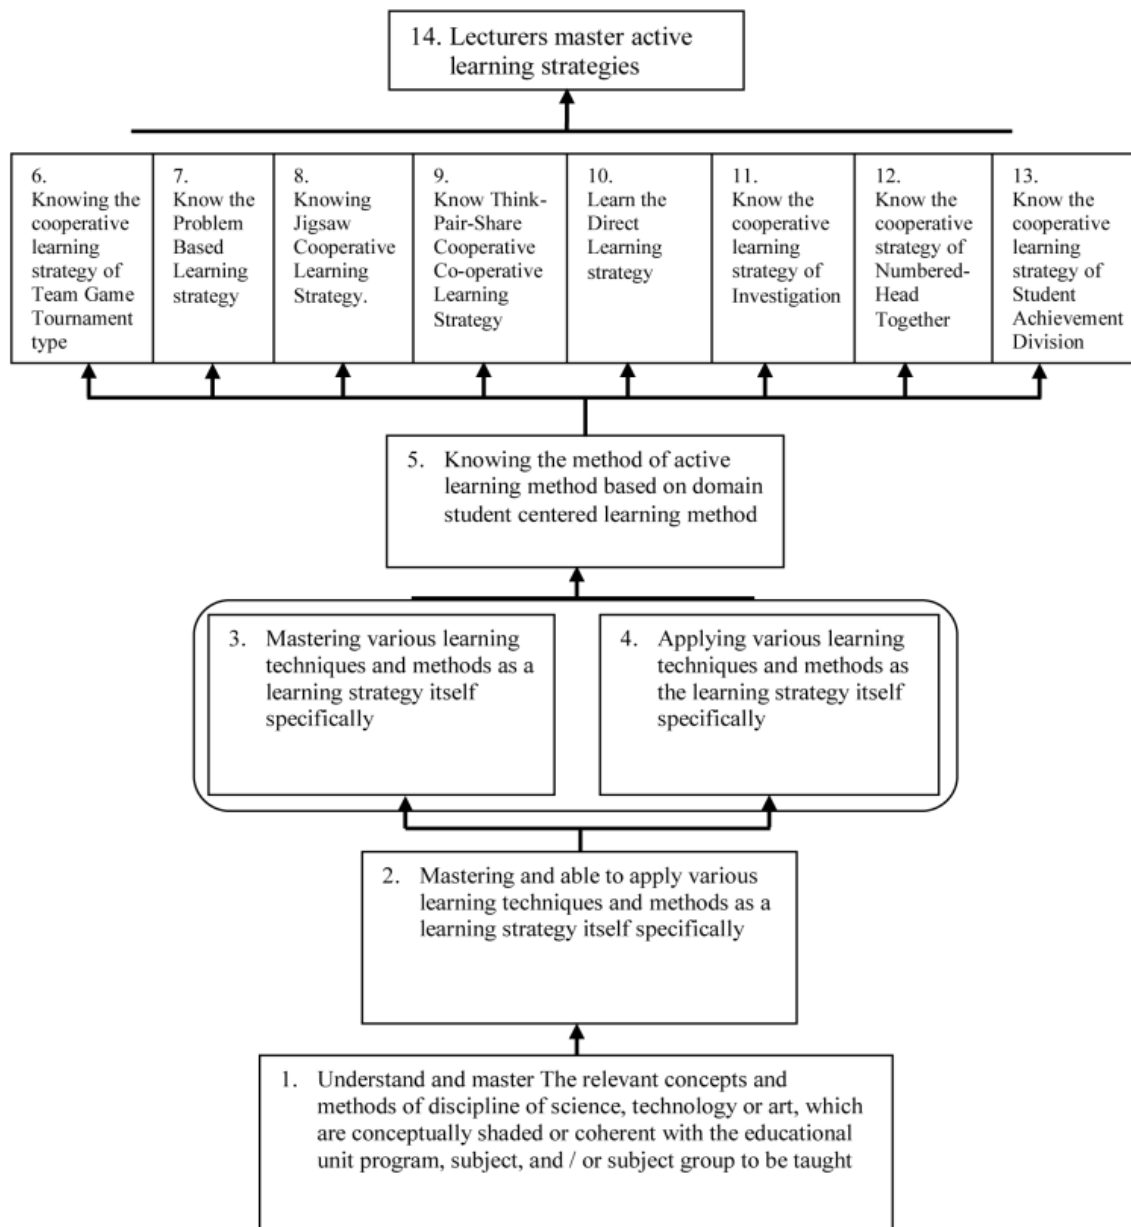 14. Lecturers master active
learning strategies
6.
Knowing the
cooperative
learning
strategy of
Team Game
Tournament
type
7.
Know the
Problem
Based
Learning
strategy
8.
Knowing
Jigsaw
Cooperative
Learning
Strategy.
9.
Know Think-
Pair-Share
Cooperative
Co-operative
Learning
Strategy
10.
Learn the
Direct
Learning
strategy
11.
Know the
cooperative
learning
strategy of
Investigation
12.
Know the
cooperative
strategy of
Numbered-
Head
Together
13.
Know the
cooperative
learning
strategy of
Student
Achievement
Division
5. Knowing the method of active
learning method based on domain
student centered learning method
3. Mastering various learning
techniques and methods as a
learning strategy itself
specifically
4. Applying various learning
techniques and methods as
the learning strategy itself
specifically
2. Mastering and able to apply various
learning techniques and methods as a
learning strategy itself specifically
1. Understand and master The relevant concepts and
methods of discipline of science, technology or art, which
are conceptually shaded or coherent with the educational
unit program, subject, and / or subject group to be taught